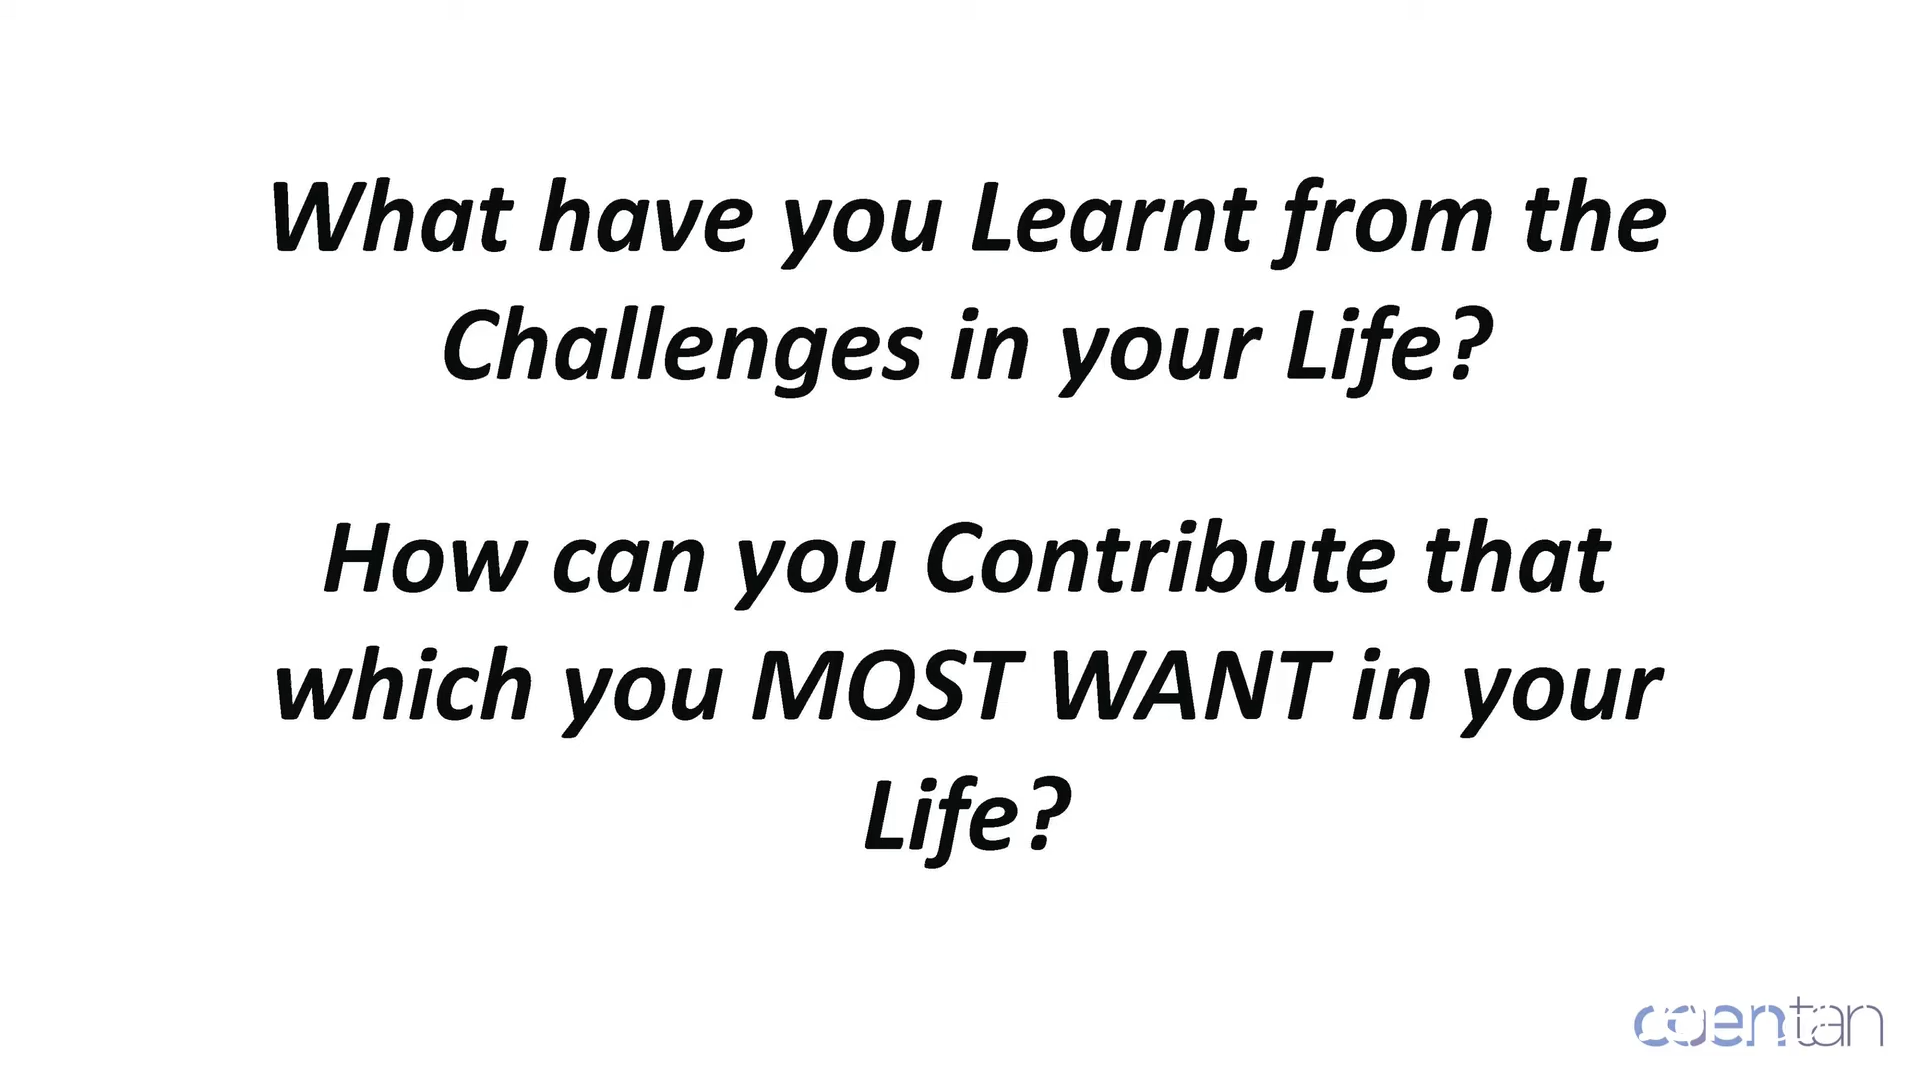 What have you Learnt from the
Challenges in your Life?
How can you Contribute that
which you MOST WANT in your
Life?
coentan